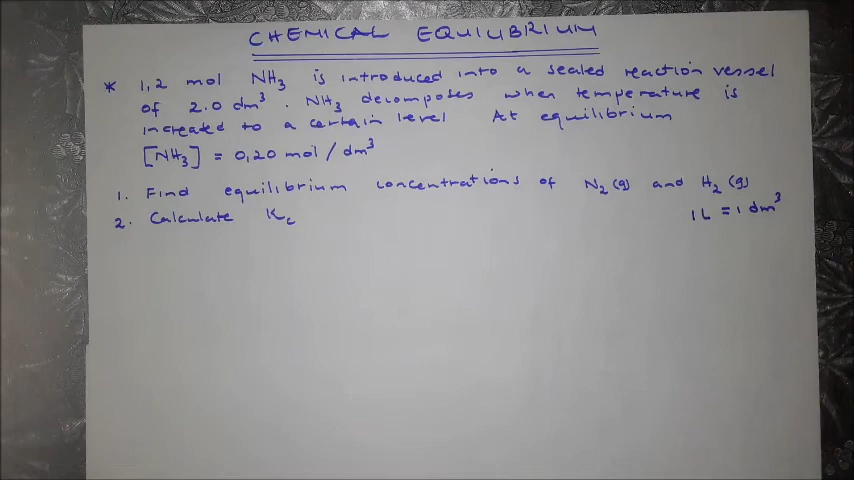 CHEMICAL EQUILIBRIUM
* 1,2 mol NH3 is introduced into a sealed reaction vessel
of 2.0 dm³. NH3 decomposes when temperature is
increated to a certain level At equilibrium
[NH3] = 0,20 mol / dm³
1. Find equilibrium concentrations of N2 (g) and H2 (g)
2. Calculate Kc 1L = 1 dm³